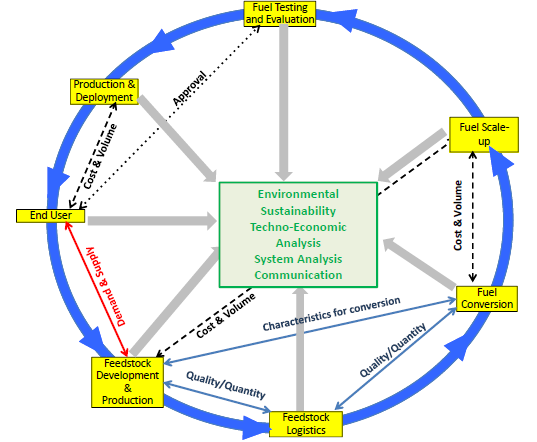 Fuel Testing
and Evaluation
Production &
Deployment
Approval
Cost & Volume
Fuel Scale-
up
Environmental
Sustainability
Techno-Economic
Analysis
System Analysis
Communication
End User
Cost & Volume
Demand & Supply
Cost & Volume
Characteristics for conversion
Fuel
Conversion
Quality/Quantity
Feedstock
Development
&
Production
Quality/Quantity
Feedstock
Logistics